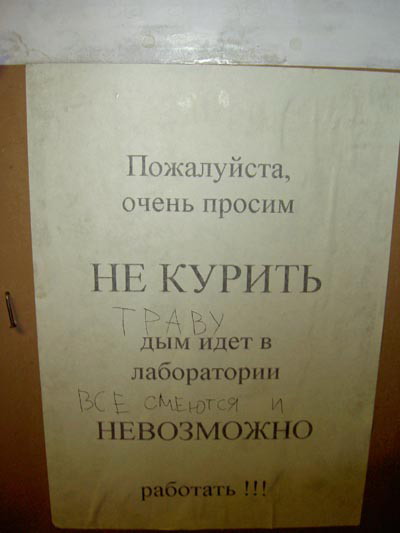 Пожалуйста,
очень просим
НЕ КУРИТЬ
ТРАВУ
дым идет в
лаборатории
ВСЕ СМЕЮТСЯ И
НЕВОЗМОЖНО
работать !!!